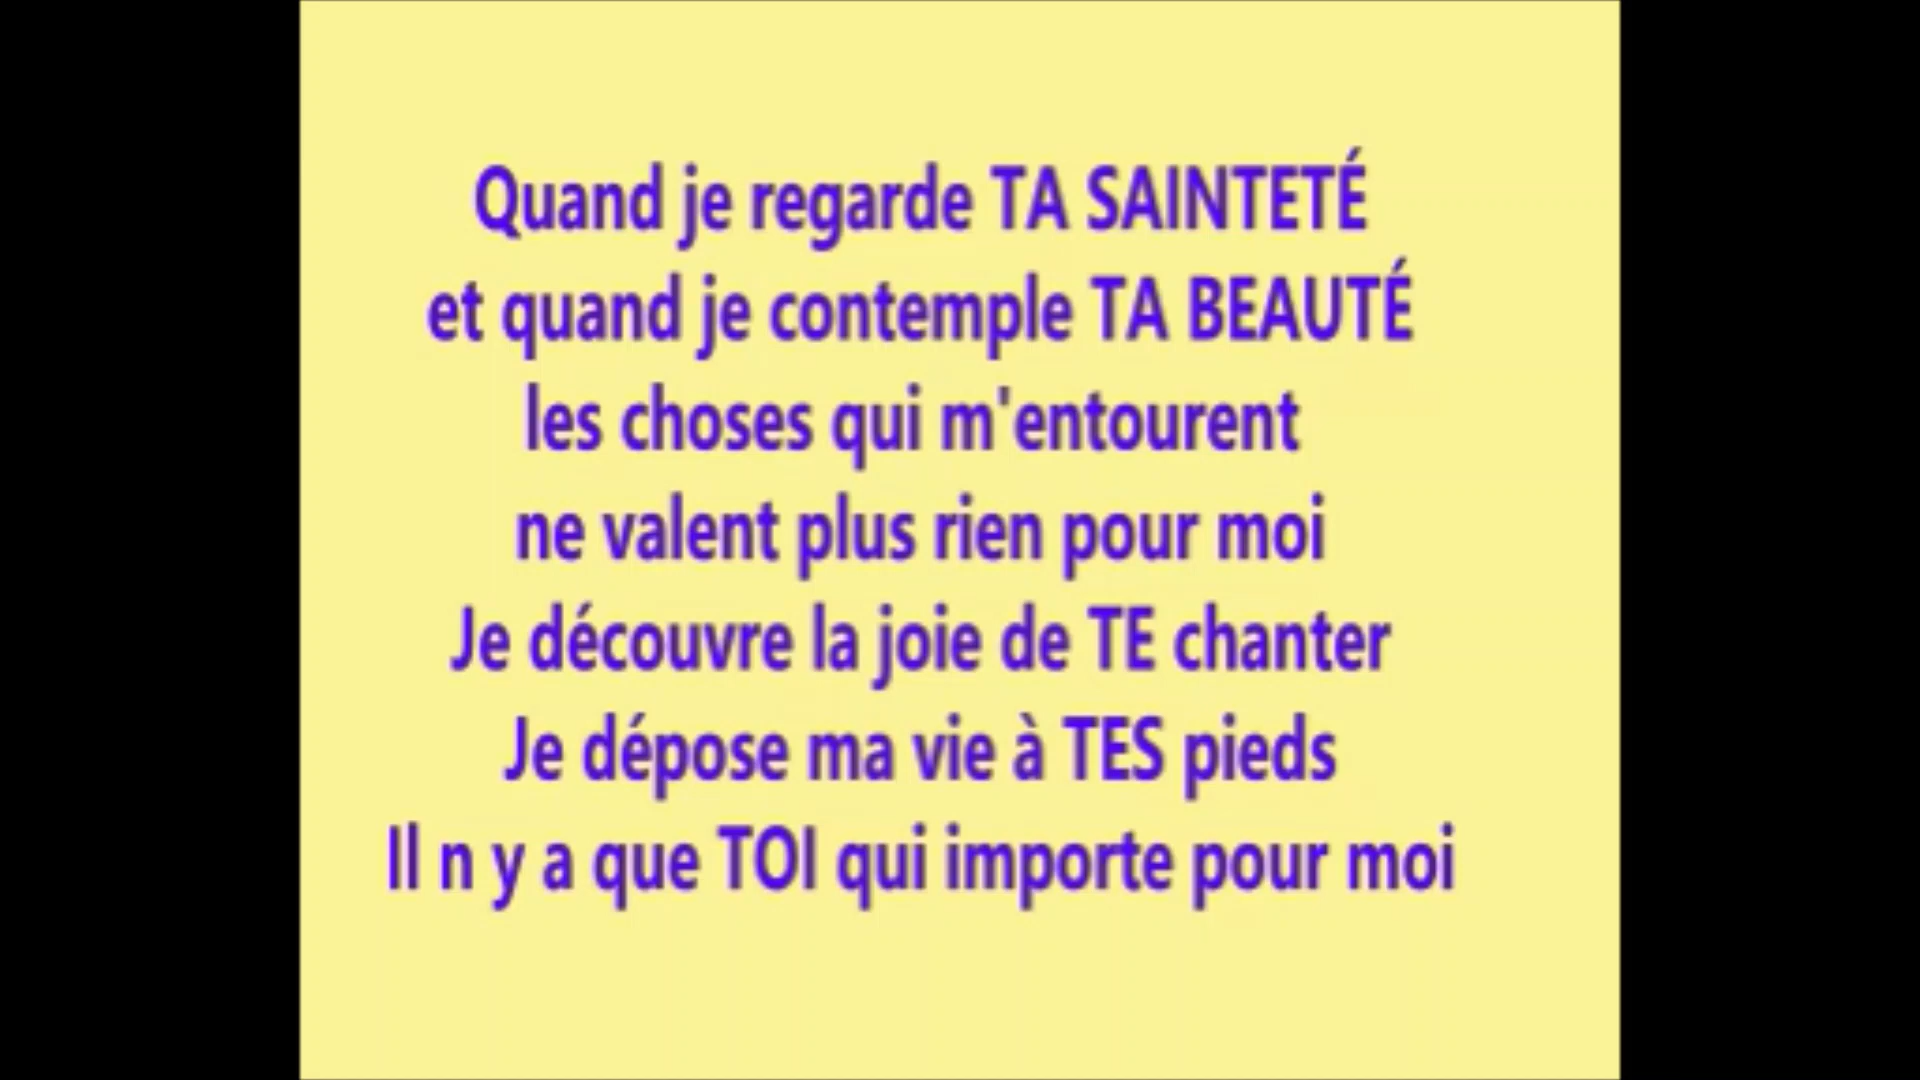 Quand je regarde TA SAINTETÉ
et quand je contemple TA BEAUTÉ
les choses qui m'entourent
ne valent plus rien pour moi
Je découvre la joie de TE chanter
Je dépose ma vie à TES pieds
Il n y a que TOI qui importe pour moi